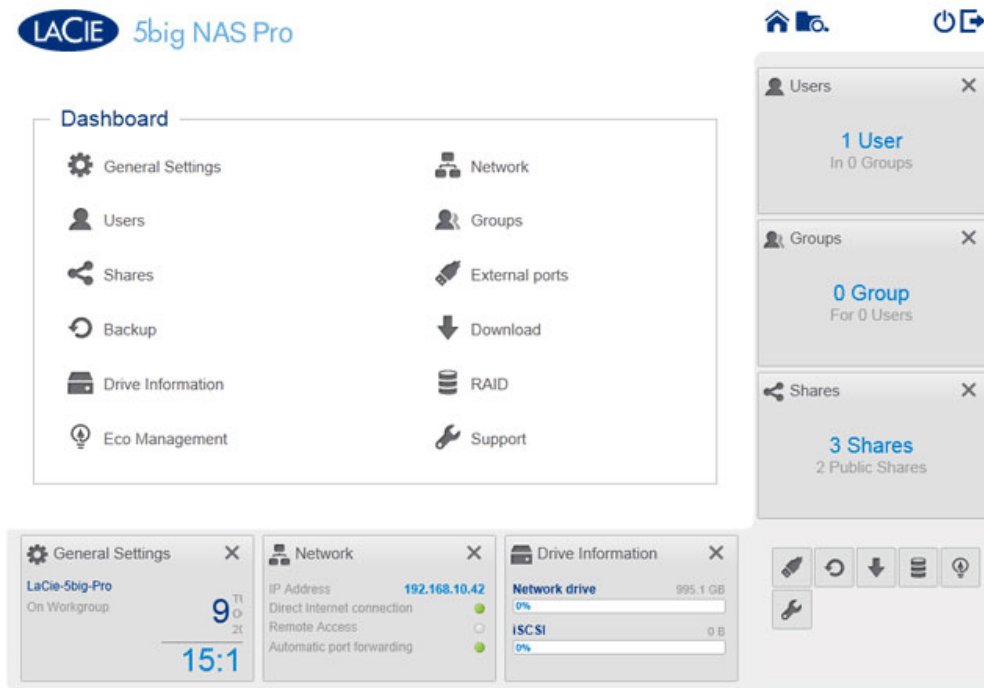 LACIE 5big NAS Pro
Dashboard
General Settings
Network
Users
Groups
Shares
External ports
Backup
Download
Drive Information
RAID
Eco Management
Support
Users
1 User
In 0 Groups
Groups
0 Group
For 0 Users
Shares
3 Shares
2 Public Shares
General Settings
LaCie-5big-Pro
On Workgroup
9
15:1
Network
IP Address 192.168.10.42
Direct Internet connection
Remote Access
Automatic port forwarding
Drive Information
Network drive 995.1 GB
0%
iSCSI 0 B
0%